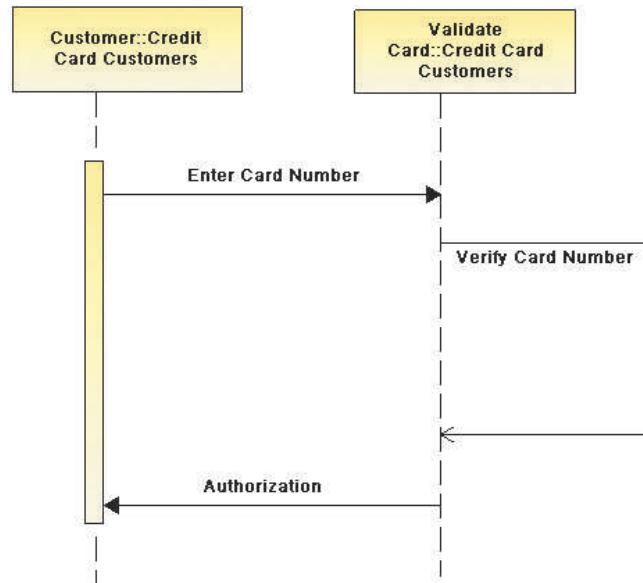 Customer::Credit
Card Customers
Validate
Card::Credit Card
Customers
Enter Card Number
Verify Card Number
Authorization